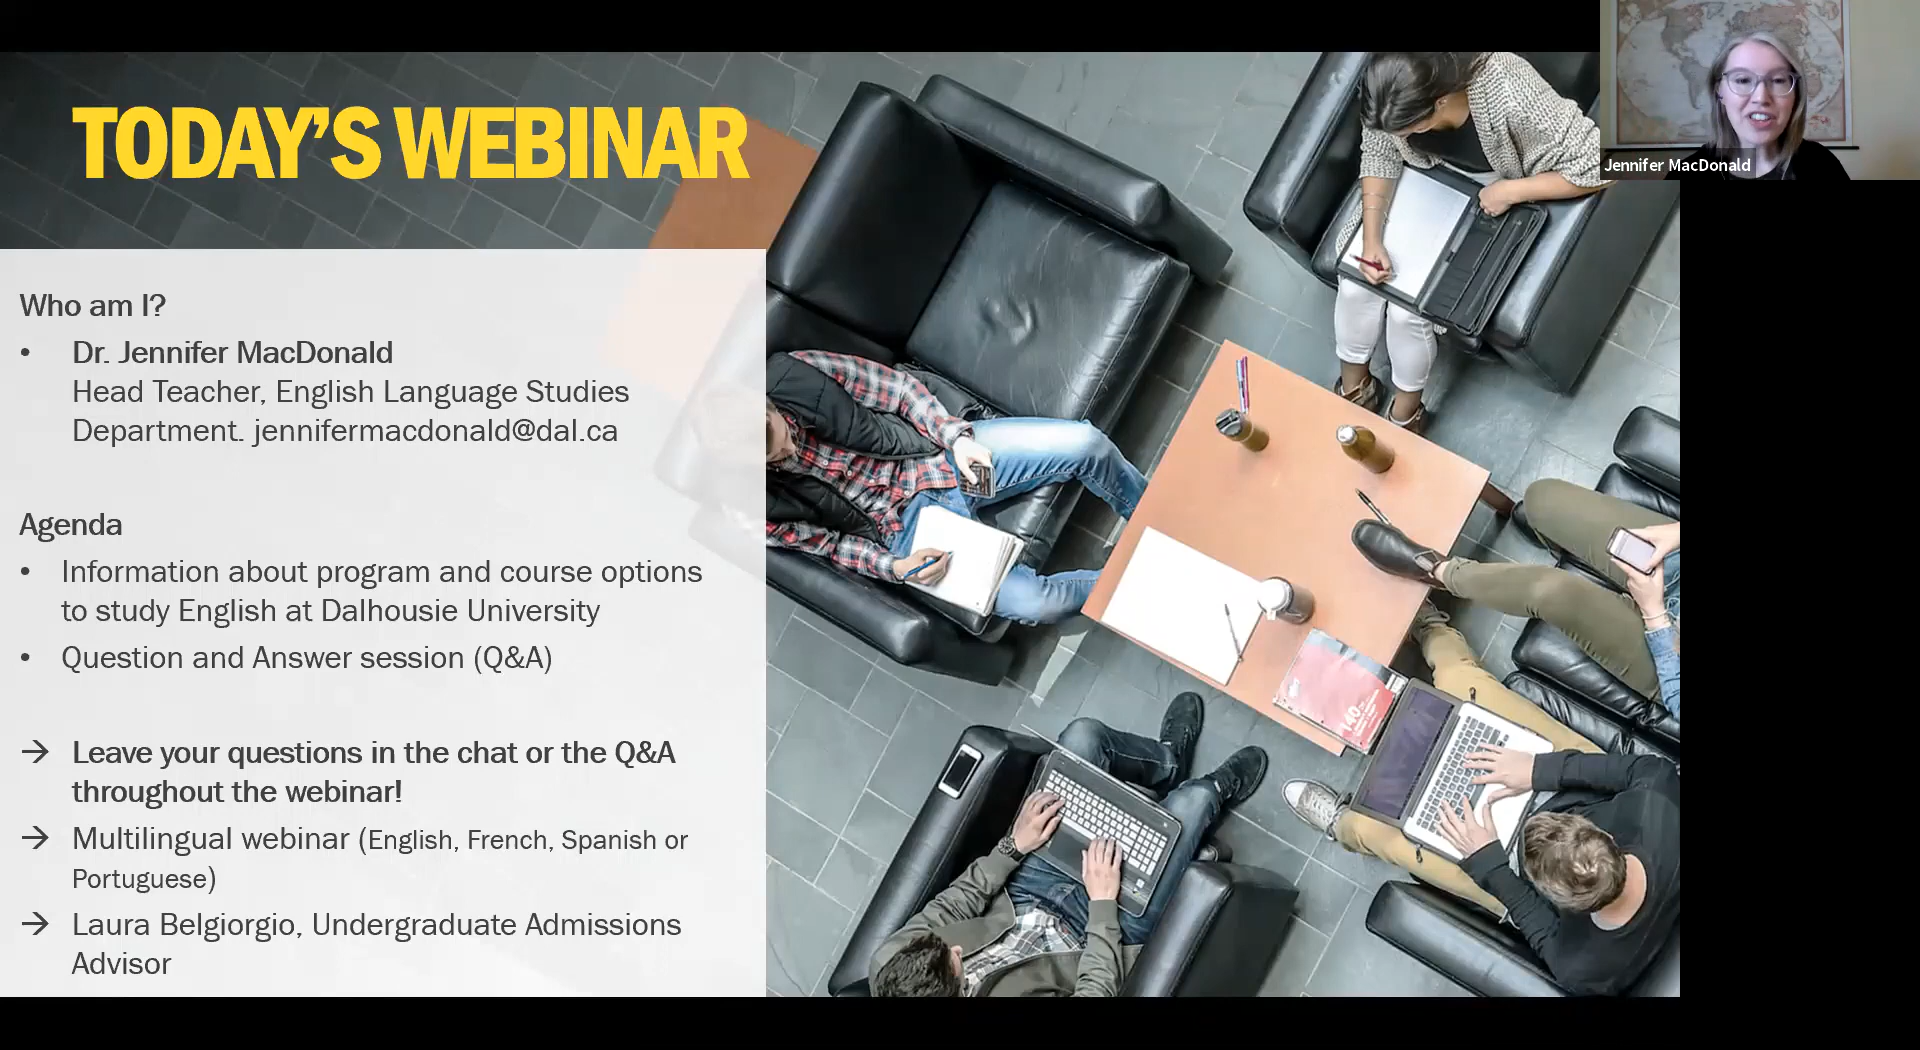 TODAY'S WEBINAR
Jennifer MacDonald
Who am I?
• Dr. Jennifer MacDonald
Head Teacher, English Language Studies
Department. jennifermacdonald@dal.ca
Agenda
• Information about program and course options
to study English at Dalhousie University
• Question and Answer session (Q&A)
→ Leave your questions in the chat or the Q&A
throughout the webinar!
→ Multilingual webinar (English, French, Spanish or
Portuguese)
→ Laura Belgiorgio, Undergraduate Admissions
Advisor
140